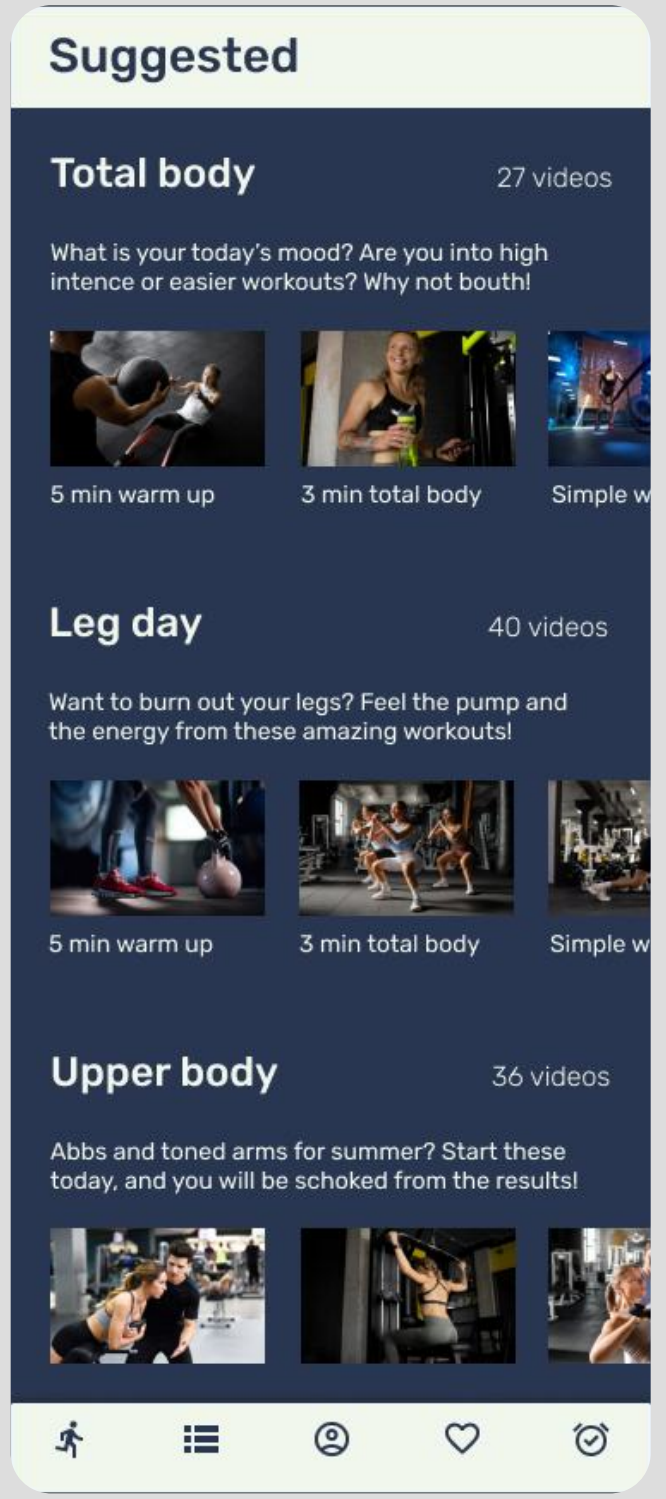 Suggested
Total body
27 videos
What is your today's mood? Are you into high
intence or easier workouts? Why not bouth!
5 min warm up
3 min total body
Simple w
Leg day
40 videos
Want to burn out your legs? Feel the pump and
the energy from these amazing workouts!
5 min warm up
3 min total body
Simple w
Upper body
36 videos
Abbs and toned arms for summer? Start these
today, and you will be schoked from the results!